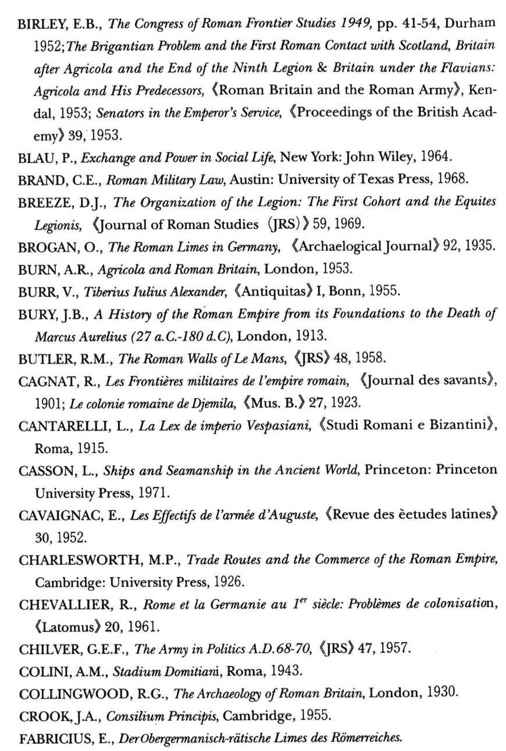 BIRLEY, E.B., The Congress of Roman Frontier Studies 1949, pp. 41-54, Durham
1952; The Brigantian Problem and the First Roman Contact with Scotland, Britain
after Agricola and the End of the Ninth Legion & Britain under the Flavians:
Agricola and His Predecessors, 《Roman Britain and the Roman Army》, Ken-
dal, 1953; Senators in the Emperor's Service, 《Proceedings of the British Acad-
emy》 39, 1953.
BLAU, P., Exchange and Power in Social Life, New York: John Wiley, 1964.
BRAND, C.E., Roman Military Law, Austin: University of Texas Press, 1968.
BREEZE, D.J., The Organization of the Legion: The First Cohort and the Equites
Legionis, 《Journal of Roman Studies (JRS)》 59, 1969.
BROGAN, O., The Roman Limes in Germany, 《Archaelogical Journal》 92, 1935.
BURN, A.R., Agricola and Roman Britain, London, 1953.
BURR, V., Tiberius Iulius Alexander, 《Antiquitas》 I, Bonn, 1955.
BURY, J.B., A History of the Roman Empire from its Foundations to the Death of
Marcus Aurelius (27 a.C.-180 d.C), London, 1913.
BUTLER, R.M., The Roman Walls of Le Mans, 《JRS》 48, 1958.
CAGNAT, R., Les Frontières militaires de l'empire romain, 《Journal des savants》,
1901; Le colonie romaine de Djemila, 《Mus. B.》 27, 1923.
CANTARELLI, L., La Lex de imperio Vespasiani, 《Studi Romani e Bizantini》,
Roma, 1915.
CASSON, L., Ships and Seamanship in the Ancient World, Princeton: Princeton
University Press, 1971.
CAVAIGNAC, E., Les Effectifs de l'armée d'Auguste, 《Revue des èetudes latines》
30, 1952.
CHARLESWORTH, M.P., Trade Routes and the Commerce of the Roman Empire,
Cambridge: University Press, 1926.
CHEVALLIER, R., Rome et la Germanie au 1er siècle: Problèmes de colonisation,
《Latomus》 20, 1961.
CHILVER, G.E.F., The Army in Politics A.D. 68-70, 《JRS》 47, 1957.
COLINI, A.M., Stadium Domitiani, Roma, 1943.
COLLINGWOOD, R.G., The Archaeology of Roman Britain, London, 1930.
CROOK, J.A., Consilium Principis, Cambridge, 1955.
FABRICIUS, E., Der Obergermanisch-rätische Limes des Römerreiches.